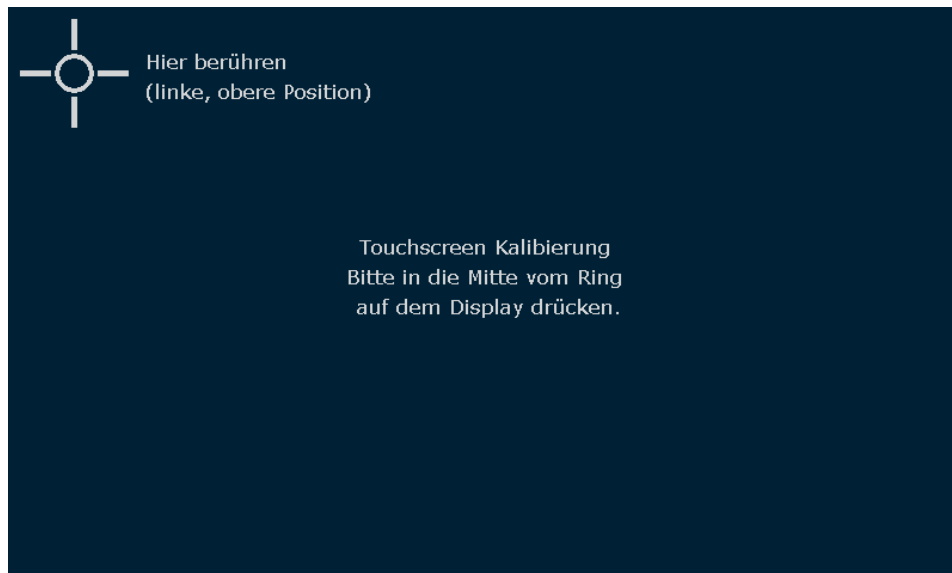 Hier berühren
(linke, obere Position)
Touchscreen Kalibierung
Bitte in die Mitte vom Ring
auf dem Display drücken.